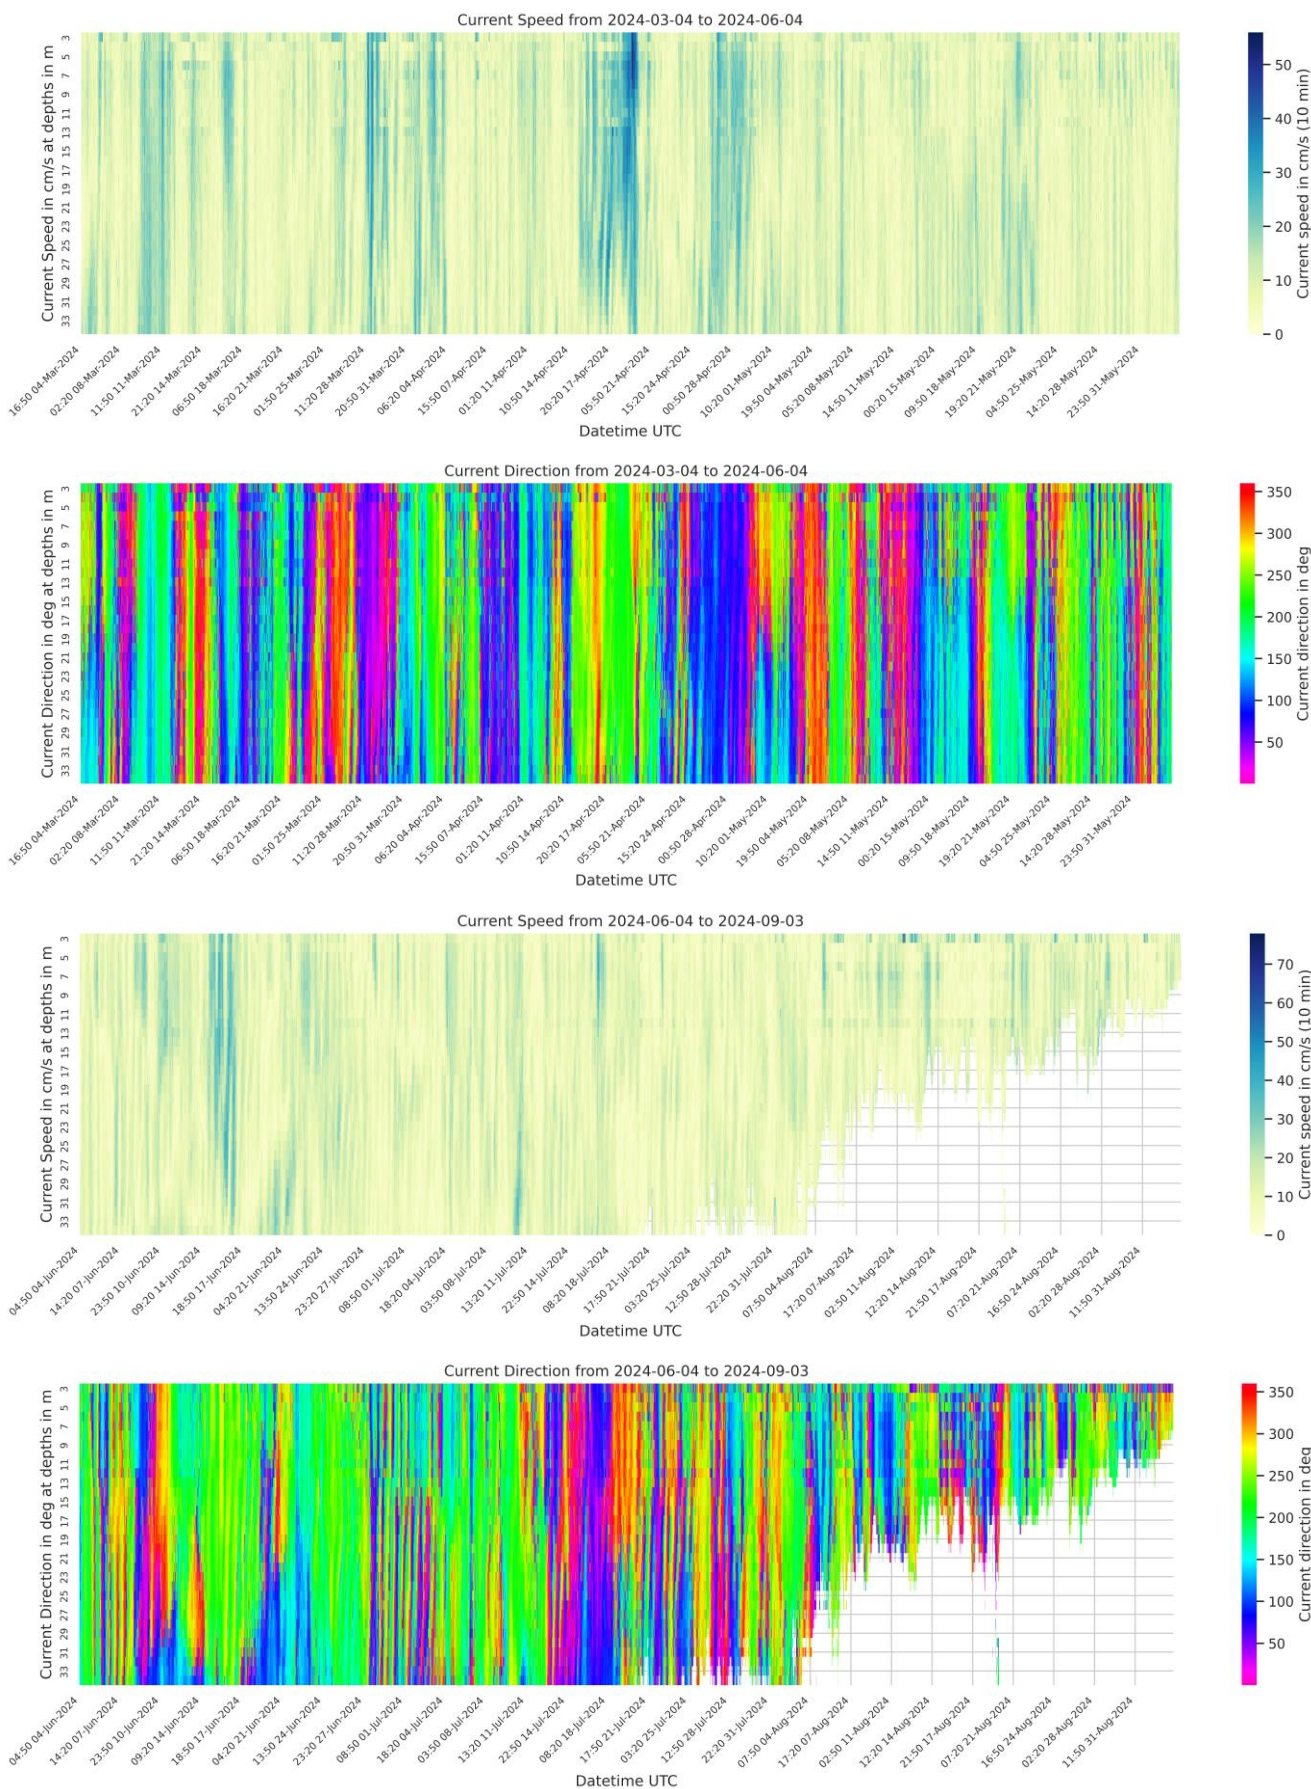 Current Speed from 2024-03-04 to 2024-06-04
Current Speed in cm/s at depths in m
3
5
7
9
11
13
15
17
19
21
23
25
27
29
31
33
16:50 04-Mar-2024
02:20 08-Mar-2024
11:50 11-Mar-2024
21:20 14-Mar-2024
06:50 18-Mar-2024
16:20 21-Mar-2024
01:50 25-Mar-2024
11:20 28-Mar-2024
20:50 31-Mar-2024
06:20 04-Apr-2024
15:50 07-Apr-2024
01:20 11-Apr-2024
10:50 14-Apr-2024
20:20 17-Apr-2024
05:50 21-Apr-2024
15:20 24-Apr-2024
00:50 28-Apr-2024
10:20 01-May-2024
19:50 04-May-2024
05:20 08-May-2024
14:50 11-May-2024
00:20 15-May-2024
09:50 18-May-2024
19:20 21-May-2024
04:50 25-May-2024
14:20 28-May-2024
23:50 31-May-2024
Datetime UTC
50
40
30
20
10
0
Current speed in cm/s (10 min)
Current Direction from 2024-03-04 to 2024-06-04
Current Direction in deg at depths in m
3
5
7
9
11
13
15
17
19
21
23
25
27
29
31
33
16:50 04-Mar-2024
02:20 08-Mar-2024
11:50 11-Mar-2024
21:20 14-Mar-2024
06:50 18-Mar-2024
16:20 21-Mar-2024
01:50 25-Mar-2024
11:20 28-Mar-2024
20:50 31-Mar-2024
06:20 04-Apr-2024
15:50 07-Apr-2024
01:20 11-Apr-2024
10:50 14-Apr-2024
20:20 17-Apr-2024
05:50 21-Apr-2024
15:20 24-Apr-2024
00:50 28-Apr-2024
10:20 01-May-2024
19:50 04-May-2024
05:20 08-May-2024
14:50 11-May-2024
00:20 15-May-2024
09:50 18-May-2024
19:20 21-May-2024
04:50 25-May-2024
14:20 28-May-2024
23:50 31-May-2024
Datetime UTC
350
300
250
200
150
100
50
Current direction in deg
Current Speed from 2024-06-04 to 2024-09-03
Current Speed in cm/s at depths in m
3
5
7
9
11
13
15
17
19
21
23
25
27
29
31
33
04:50 04-Jun-2024
14:20 07-Jun-2024
23:50 10-Jun-2024
09:20 14-Jun-2024
18:50 17-Jun-2024
04:20 21-Jun-2024
13:50 24-Jun-2024
23:20 27-Jun-2024
08:50 01-Jul-2024
18:20 04-Jul-2024
03:50 08-Jul-2024
13:20 11-Jul-2024
22:50 14-Jul-2024
08:20 18-Jul-2024
17:50 21-Jul-2024
03:20 25-Jul-2024
12:50 28-Jul-2024
22:20 31-Jul-2024
07:50 04-Aug-2024
17:20 07-Aug-2024
02:50 11-Aug-2024
12:20 14-Aug-2024
21:50 17-Aug-2024
07:20 21-Aug-2024
16:50 24-Aug-2024
02:20 28-Aug-2024
11:50 31-Aug-2024
Datetime UTC
70
60
50
40
30
20
10
0
Current speed in cm/s (10 min)
Current Direction from 2024-06-04 to 2024-09-03
Current Direction in deg at depths in m
3
5
7
9
11
13
15
17
19
21
23
25
27
29
31
33
04:50 04-Jun-2024
14:20 07-Jun-2024
23:50 10-Jun-2024
09:20 14-Jun-2024
18:50 17-Jun-2024
04:20 21-Jun-2024
13:50 24-Jun-2024
23:20 27-Jun-2024
08:50 01-Jul-2024
18:20 04-Jul-2024
03:50 08-Jul-2024
13:20 11-Jul-2024
22:50 14-Jul-2024
08:20 18-Jul-2024
17:50 21-Jul-2024
03:20 25-Jul-2024
12:50 28-Jul-2024
22:20 31-Jul-2024
07:50 04-Aug-2024
17:20 07-Aug-2024
02:50 11-Aug-2024
12:20 14-Aug-2024
21:50 17-Aug-2024
07:20 21-Aug-2024
16:50 24-Aug-2024
02:20 28-Aug-2024
11:50 31-Aug-2024
Datetime UTC
350
300
250
200
150
100
50
Current direction in deg